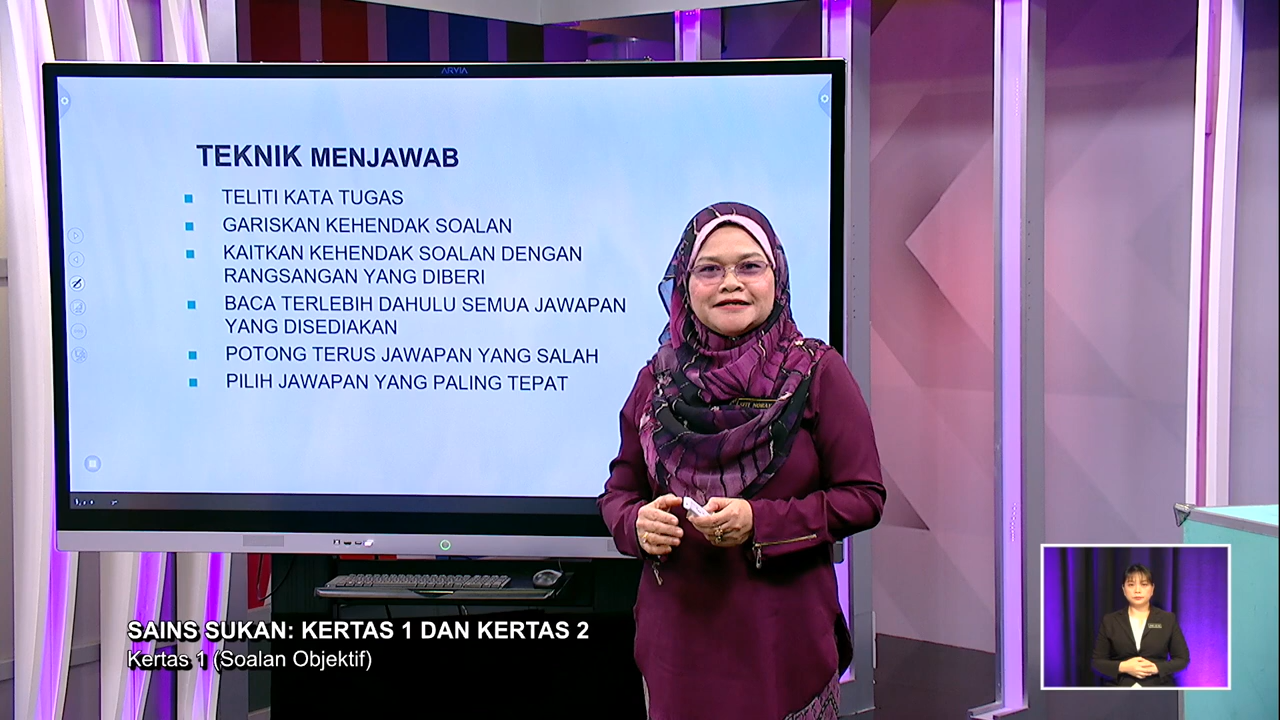 ARVIA
TEKNIK MENJAWAB
TELITI KATA TUGAS
GARISKAN KEHENDAK SOALAN
KAITKAN KEHENDAK SOALAN DENGAN
RANGSANGAN YANG DIBERI
BACA TERLEBIH DAHULU SEMUA JAWAPAN
YANG DISEDIAKAN
POTONG TERUS JAWAPAN YANG SALAH
PILIH JAWAPAN YANG PALING TEPAT
SITI
SAINS SUKAN: KERTAS 1 DAN KERTAS 2
Kertas 1 (Soalan Objektif)